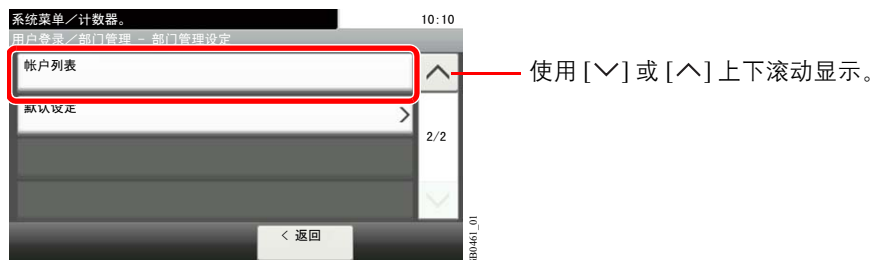 系统菜单／计数器。 10:10
用户登录／部门管理 - 部门管理设定
帐户列表
使用 [∨] 或 [∧] 上下滚动显示。
默认设定 >
2/2
< 返回